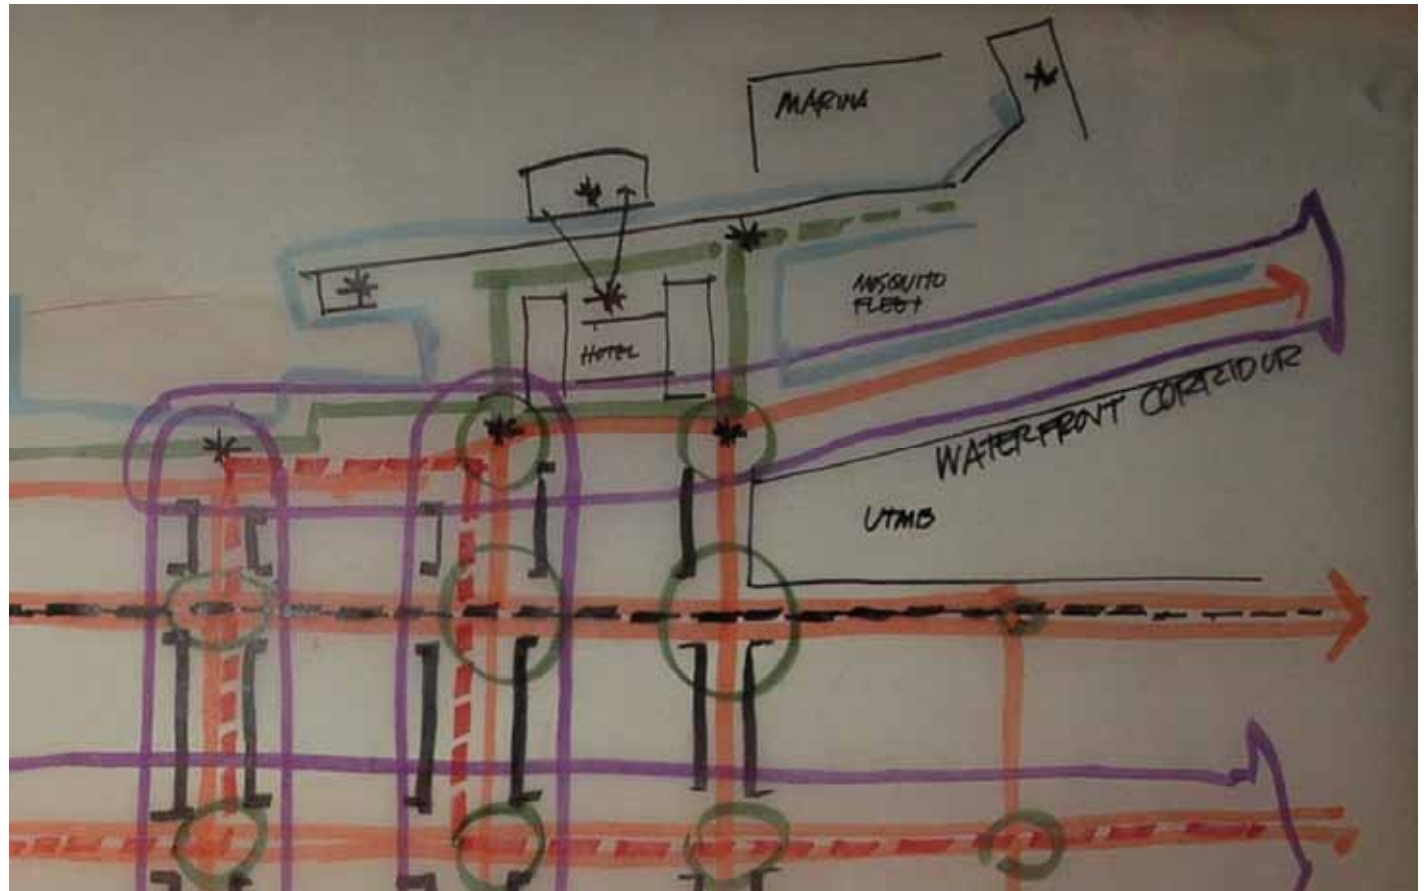 MARINA
MOSQUITO
FLEET
HOTEL
WATERFRONT CORRIDOR
UTMB